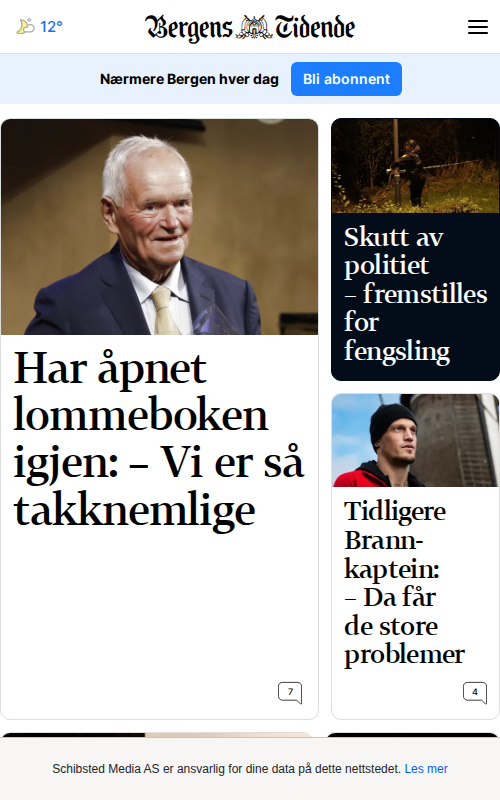 12°
Bergens Tidende
Nærmere Bergen hver dag
Bli abonnent
Har åpnet
lommeboken
igjen: – Vi er så
takknemlige
7
Skutt av
politiet
– fremstilles
for
fengsling
Tidligere
Brann-
kaptein:
– Da får
de store
problemer
4
Schibsted Media AS er ansvarlig for dine data på dette nettstedet. Les mer